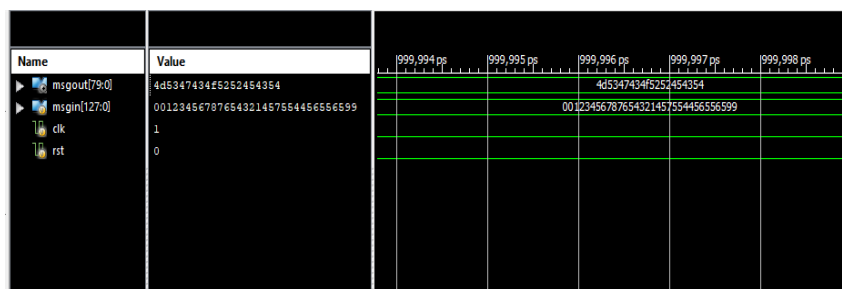 Name Value 999,994 ps 999,995 ps 999,996 ps 999,997 ps 999,998 ps
msgout[79:0] 4d5347434f5252454354 4d5347434f5252454354
msgin[127:0] 00123456787654321457554456556599 00123456787654321457554456556599
clk 1
rst 0